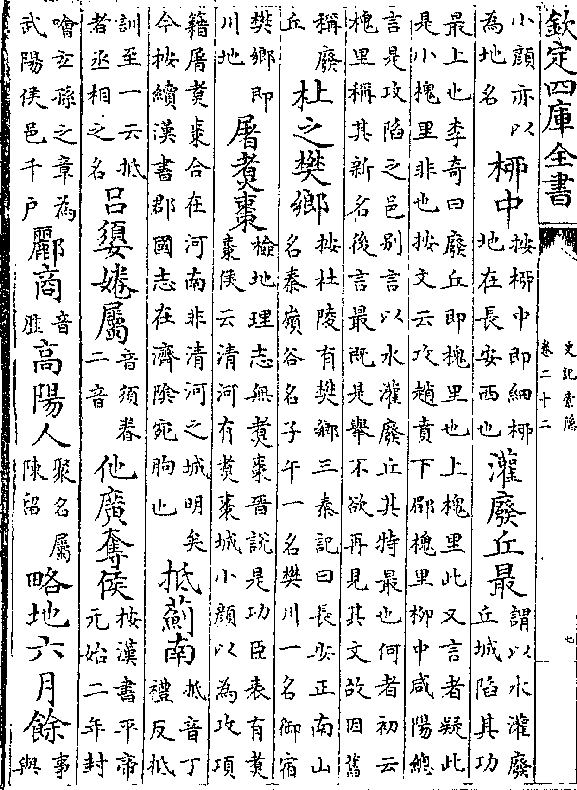 欽定四庫全書
史記索隱
卷二十二
小顔亦以
為地名
栁中
按栁中即細栁
地在長安西也
灌廢丘最
謂以水灌廢
丘城陷其功
最上也李奇曰廢丘即槐里也上槐里此又言者疑此
是小槐里非也按文云攻趙賁下郿槐里柳中咸陽總
言是攻陷之邑别言以水灌廢丘其特最也何者初云
槐里稱其新名後言最既是舉不欲再見其文故因舊
稱廢
丘
杜之樊鄉
按杜陵有樊鄉三秦記曰長安正南山
名秦嶺谷名子午一名樊川一名御宿
樊鄉即
川地
屠煑棗
檢地理志無煑棗晉說是功臣表有煑
棗侯云清河有煑棗城小顔以為攻項
籍屠煑棗合在河南非清河之城明矣
今按續漢書郡國志在濟陰宛朐也
抵薊南
抵音丁
禮反抵
訓至一云抵
者丞相之名
吕嬃婘屬
音須眷
二音
他廣奪侯
按漢書平帝
元始二年封
噲玄孫之章為
武陽侯邑千户
酈商
音
高陽人
聚名屬
陳留
略地六月餘
事
與